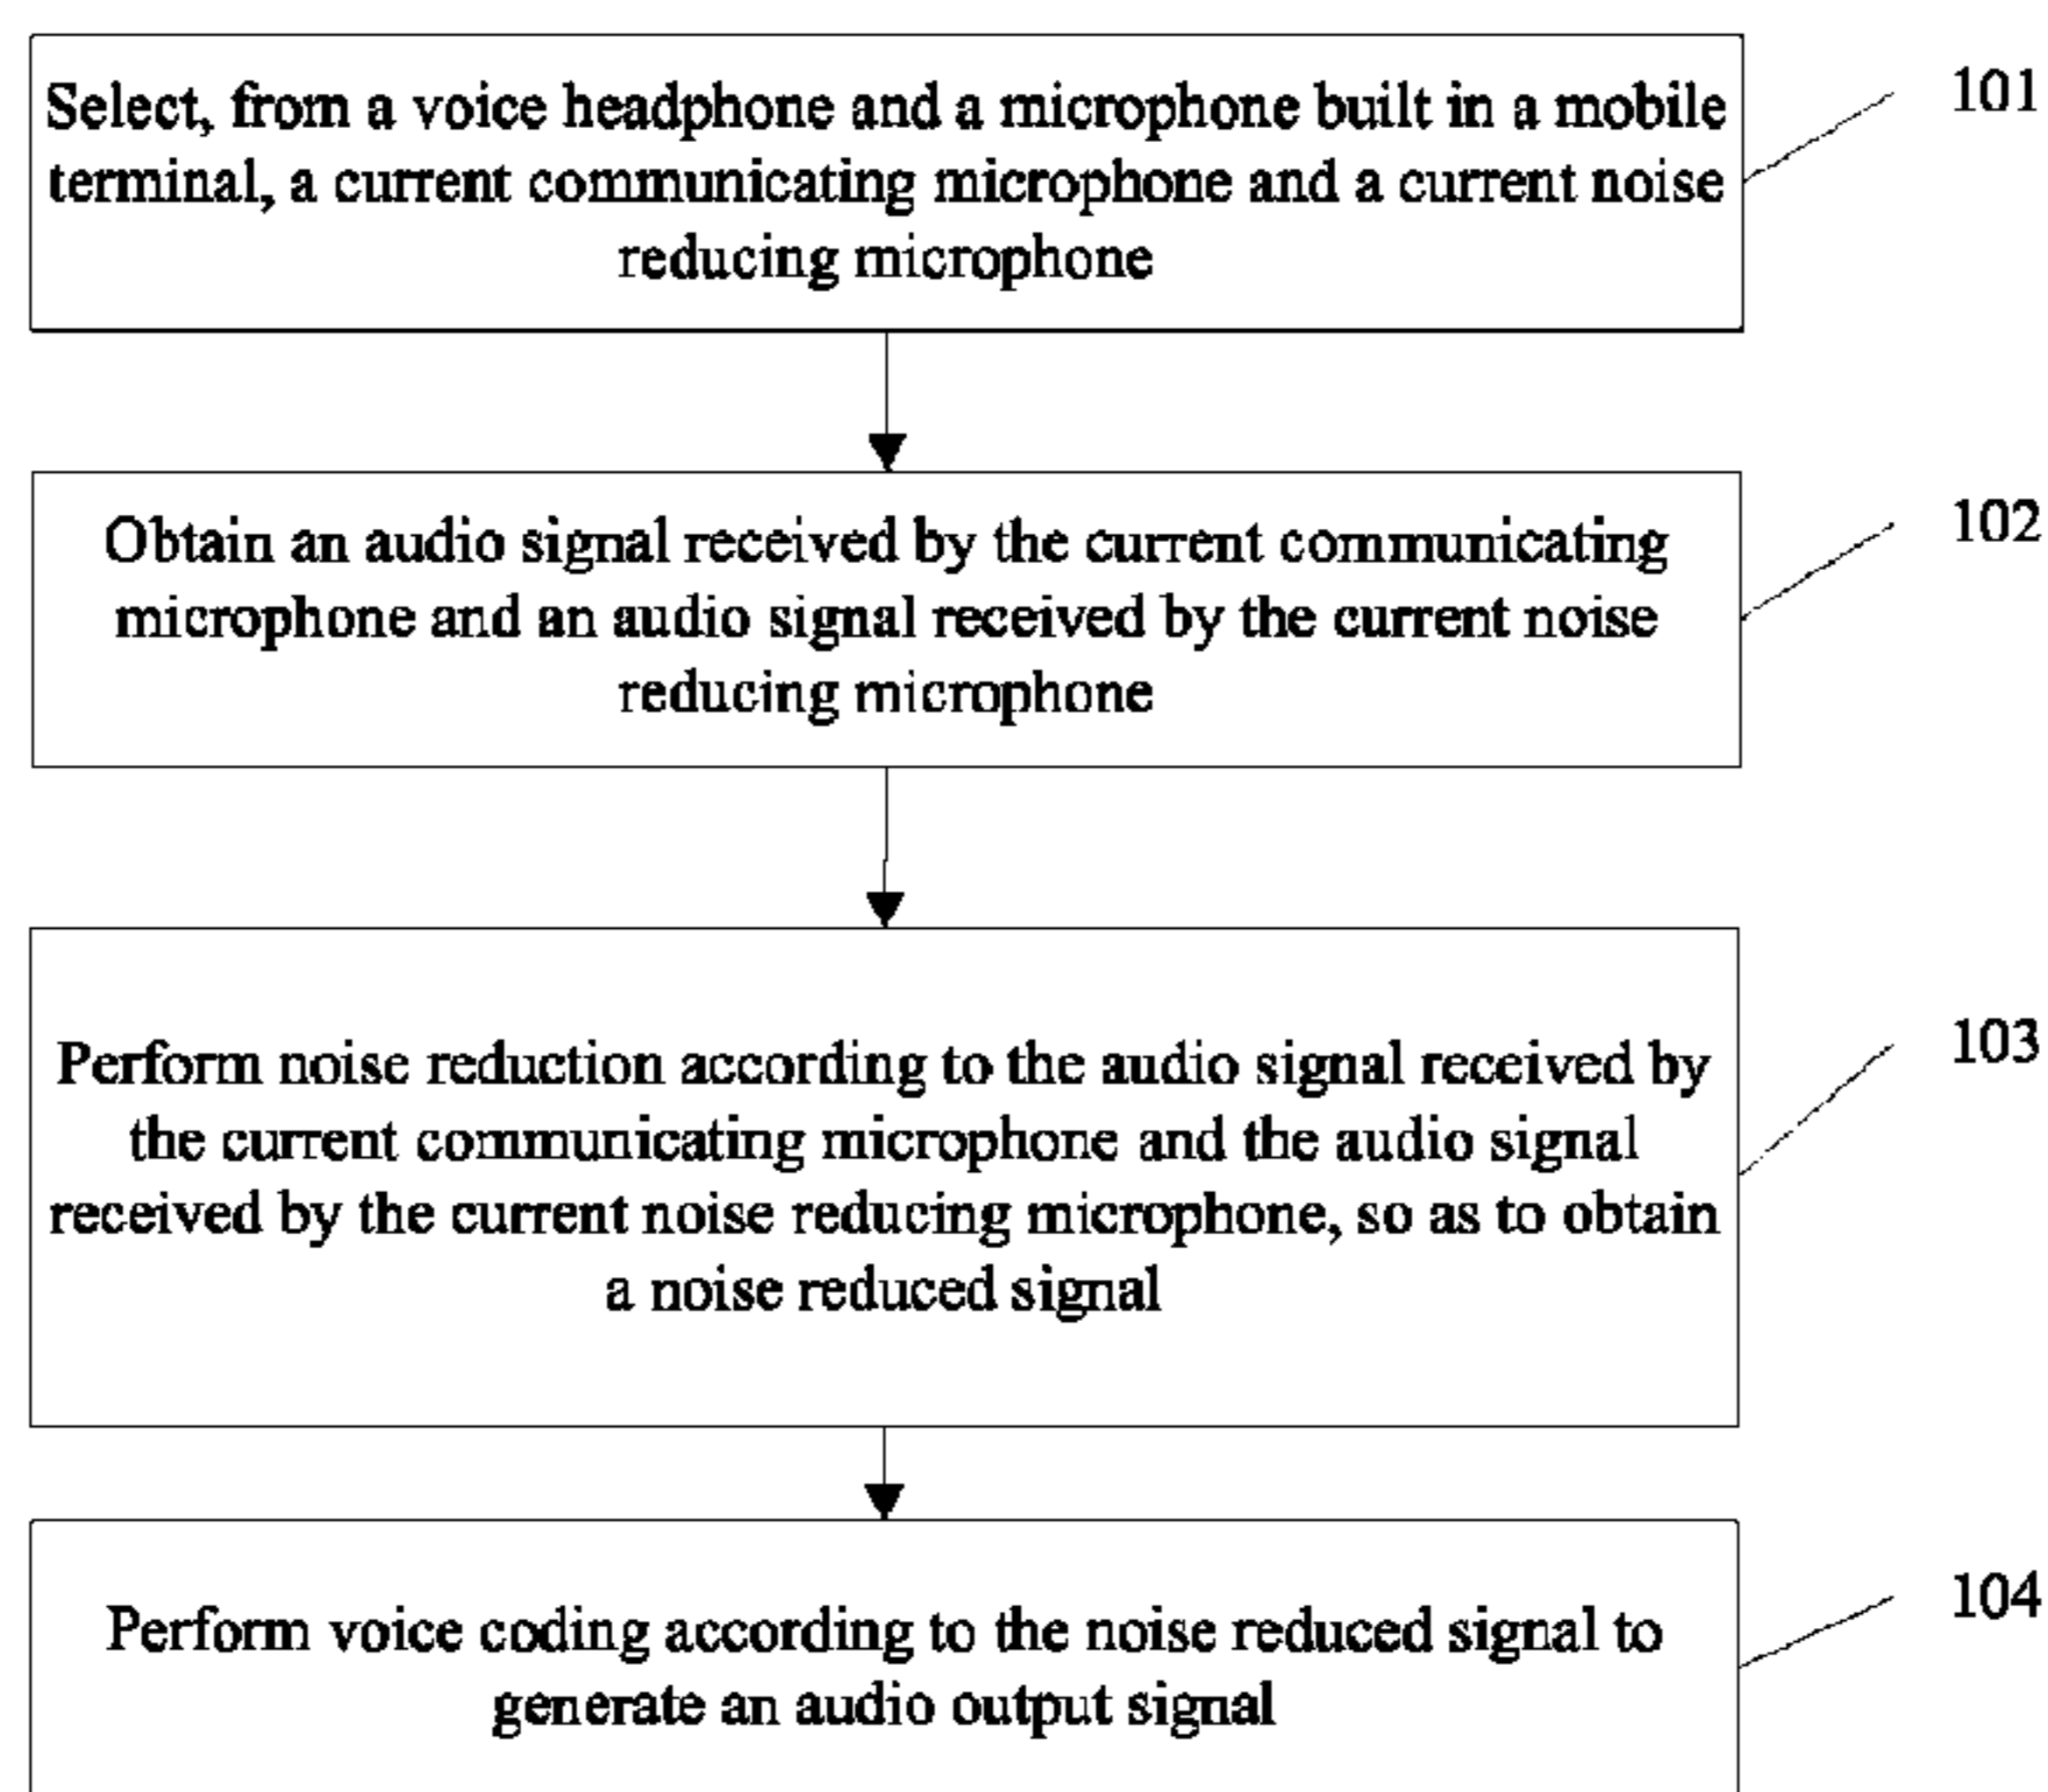 Select, from a voice headphone and a microphone built in a mobile
terminal, a current communicating microphone and a current noise
reducing microphone
101
Obtain an audio signal received by the current communicating
microphone and an audio signal received by the current noise
reducing microphone
102
Perform noise reduction according to the audio signal received by
the current communicating microphone and the audio signal
received by the current noise reducing microphone, so as to obtain
a noise reduced signal
103
Perform voice coding according to the noise reduced signal to
generate an audio output signal
104